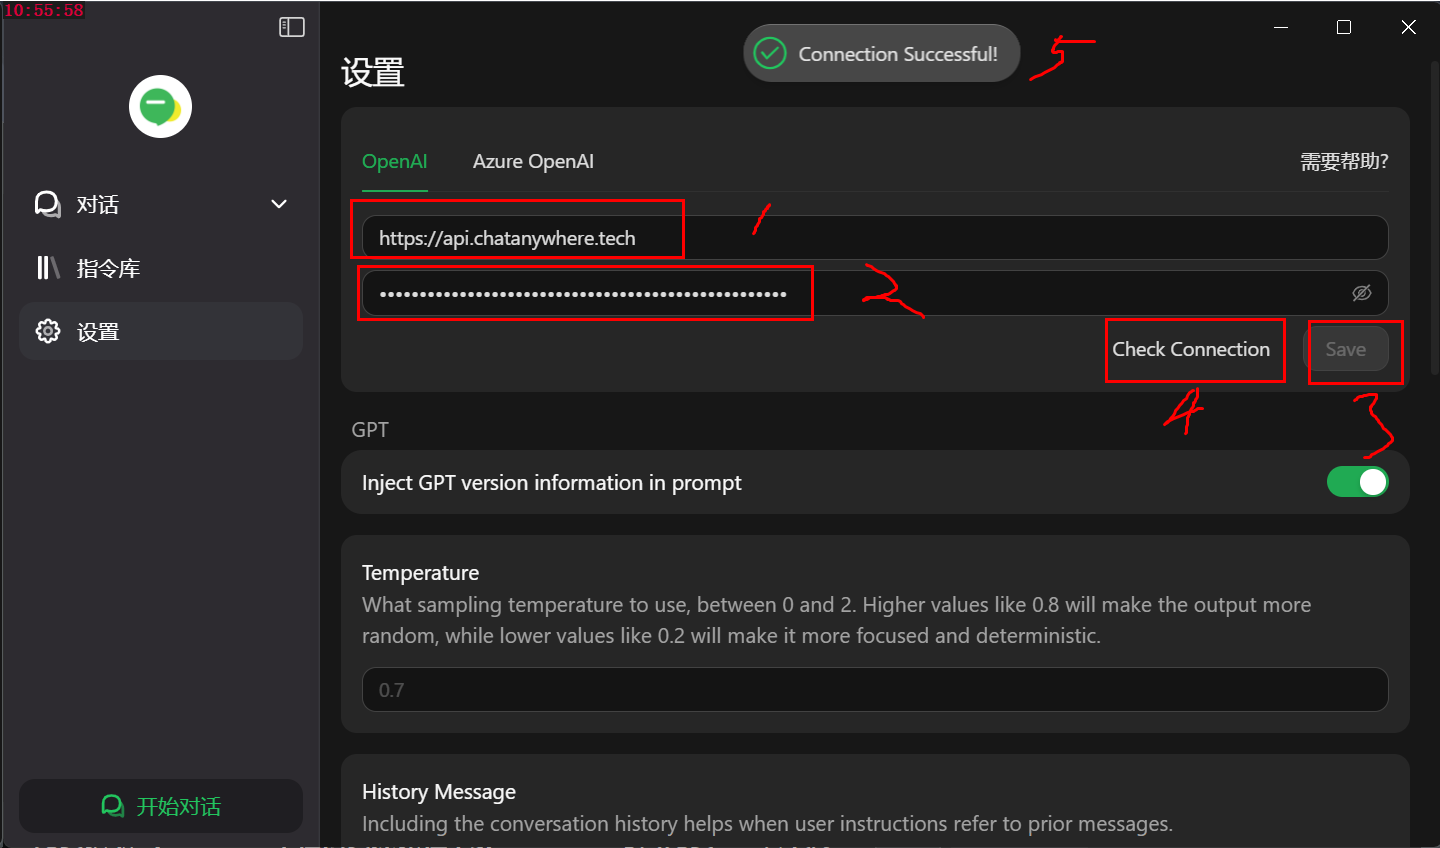 10:55:58
Connection Successful!
5
设置
OpenAI
Azure OpenAI
需要帮助?
对话
https://api.chatanywhere.tech
1
指令库
••••••••••••••••••••••••••••••••••••••••••••••••••••
2
设置
Check Connection
Save
4
3
GPT
Inject GPT version information in prompt
Temperature
What sampling temperature to use, between 0 and 2. Higher values like 0.8 will make the output more
random, while lower values like 0.2 will make it more focused and deterministic.
0.7
History Message
开始对话
Including the conversation history helps when user instructions refer to prior messages.